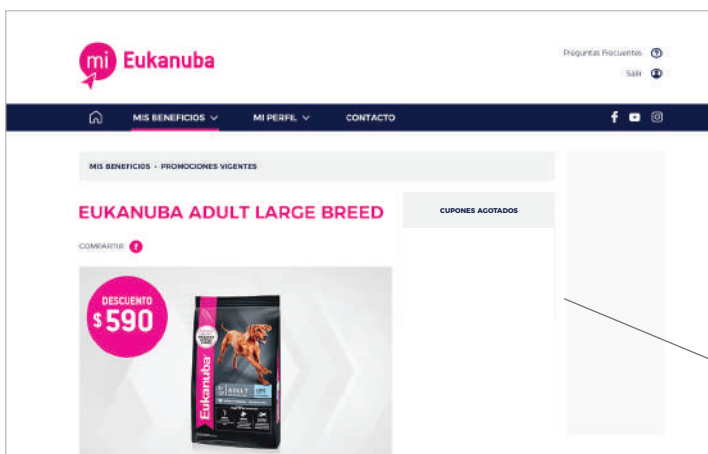 mi Eukanuba
Preguntas Frecuentes
Salir
MIS BENEFICIOS MI PERFIL CONTACTO
MIS BENEFICIOS • PROMOCIONES VIGENTES
EUKANUBA ADULT LARGE BREED
CUPONES AGOTADOS
COMPARTIR
DESCUENTO
$590
Eukanuba
ADULT